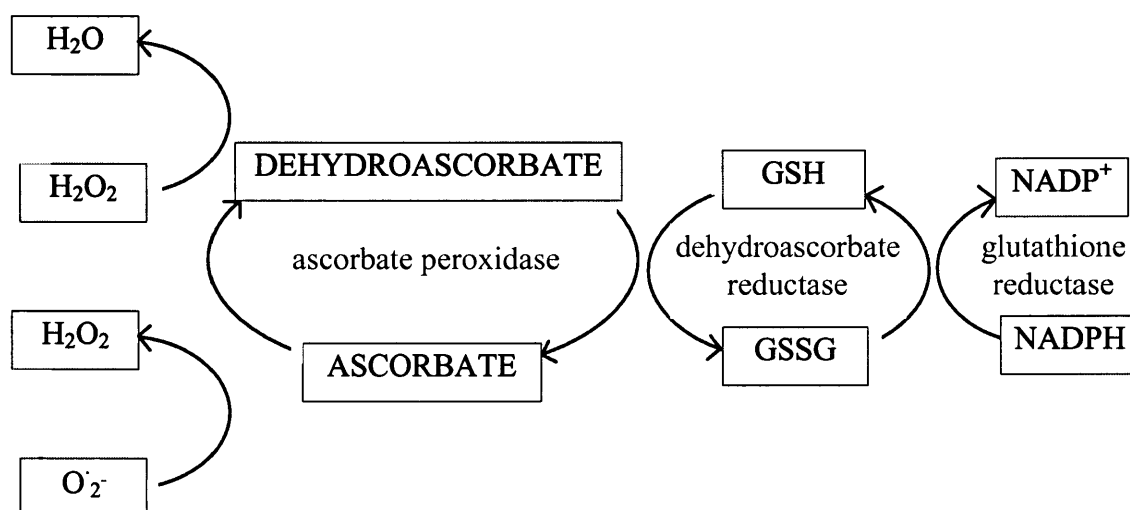 H₂O
H₂O₂
H₂O₂
O˙₂⁻
DEHYDROASCORBATE
ascorbate peroxidase
ASCORBATE
GSH
dehydroascorbate
reductase
GSSG
NADP⁺
glutathione
reductase
NADPH